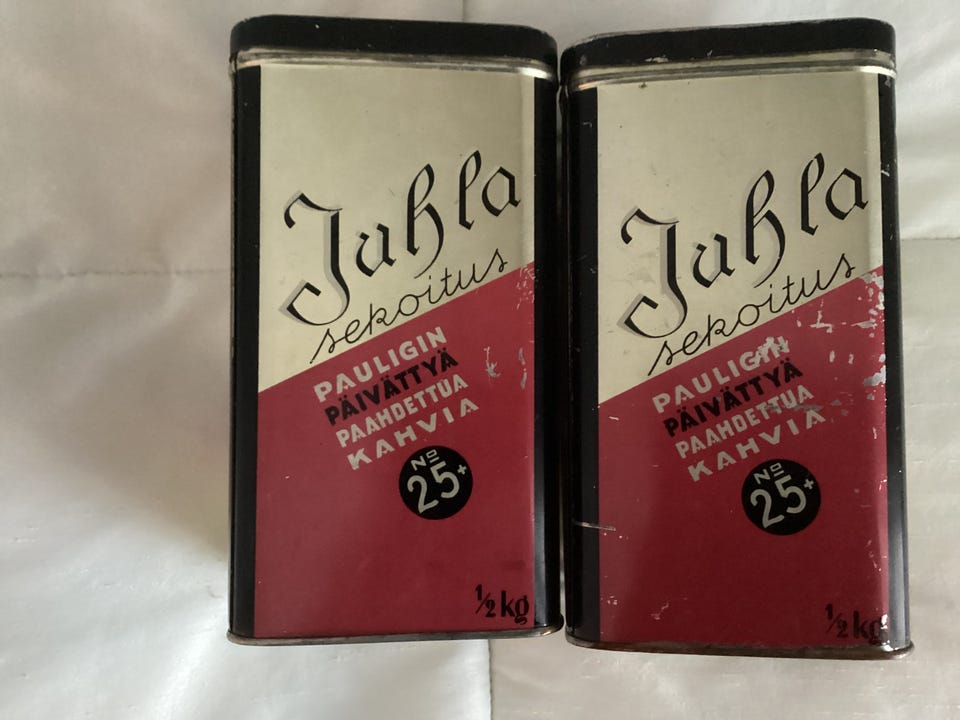 Juhla
sekoitus
PAULIGIN
PÄIVÄTTYÄ
PAAHDETTUA
KAHVIA
No
25+
½ kg
Juhla
sekoitus
PAULIGIN
PÄIVÄTTYÄ
PAAHDETTUA
KAHVIA
No
25+
½ kg